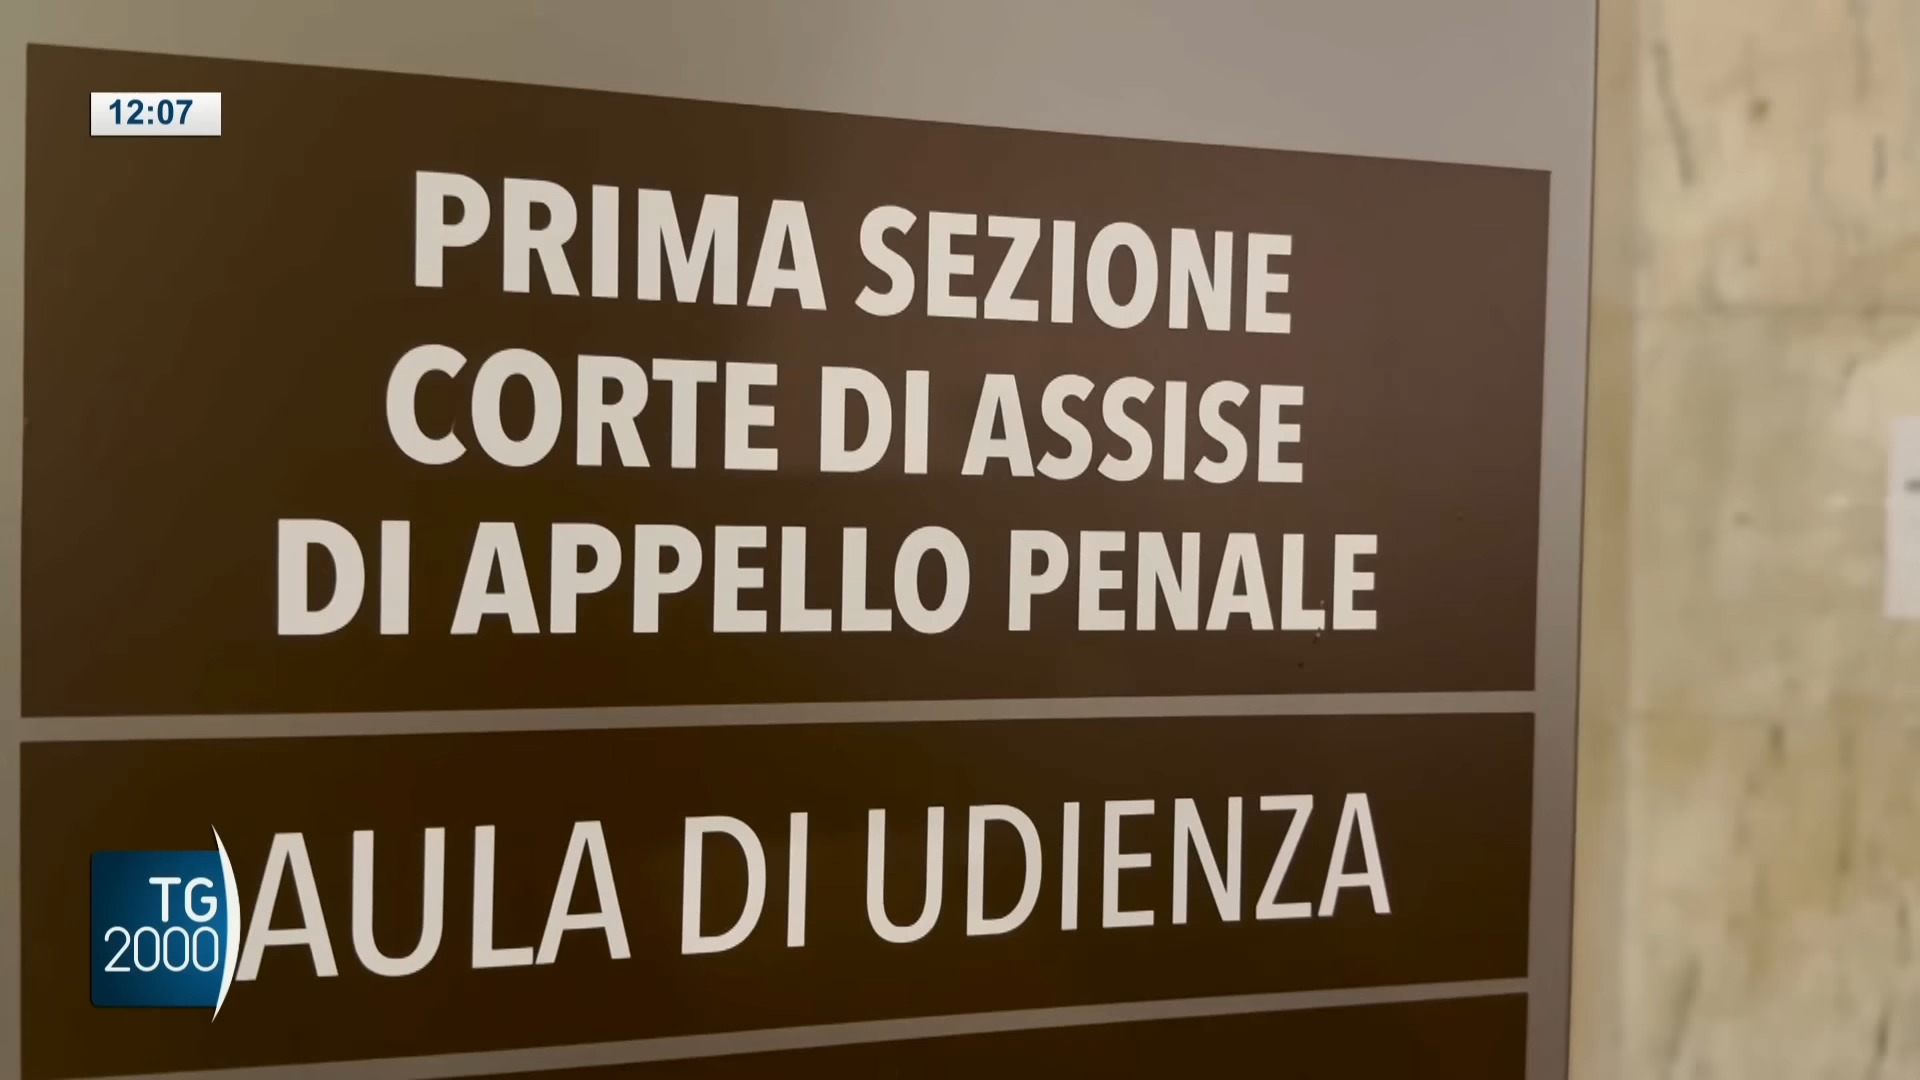 12:07
PRIMA SEZIONE
CORTE DI ASSISE
DI APPELLO PENALE
AULA DI UDIENZA
TG
2000